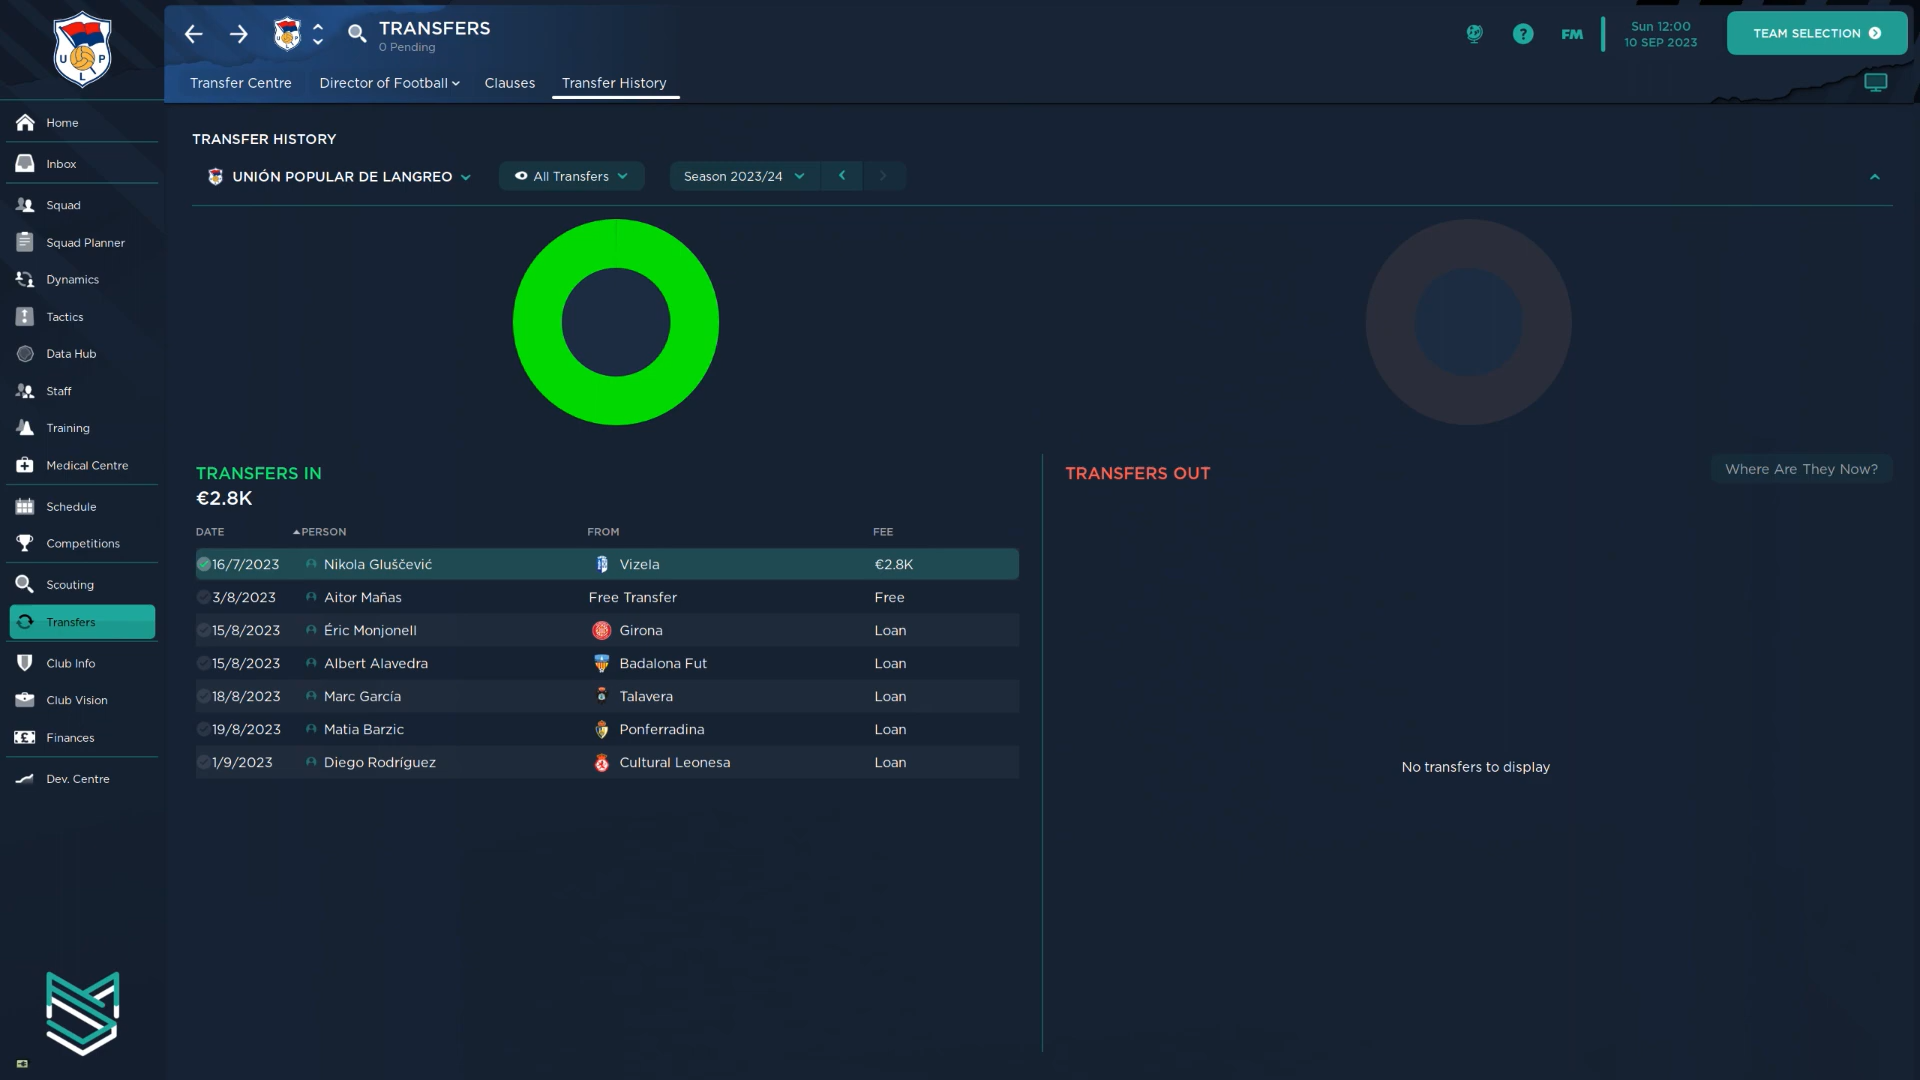 TRANSFERS
0 Pending
FM
Sun 12:00
10 SEP 2023
TEAM SELECTION
Transfer Centre
Director of Football
Clauses
Transfer History
U P
L
Home
Inbox
Squad
Squad Planner
Dynamics
Tactics
Data Hub
Staff
Training
Medical Centre
Schedule
Competitions
Scouting
Transfers
Club Info
Club Vision
Finances
Dev. Centre
TRANSFER HISTORY
UNIÓN POPULAR DE LANGREO
All Transfers
Season 2023/24
TRANSFERS IN
€2.8K
DATE PERSON FROM FEE
16/7/2023 Nikola Gluščević Vizela €2.8K
3/8/2023 Aitor Mañas Free Transfer Free
15/8/2023 Éric Monjonell Girona Loan
15/8/2023 Albert Alavedra Badalona Fut Loan
18/8/2023 Marc García Talavera Loan
19/8/2023 Matia Barzic Ponferradina Loan
1/9/2023 Diego Rodríguez Cultural Leonesa Loan
TRANSFERS OUT
Where Are They Now?
No transfers to display